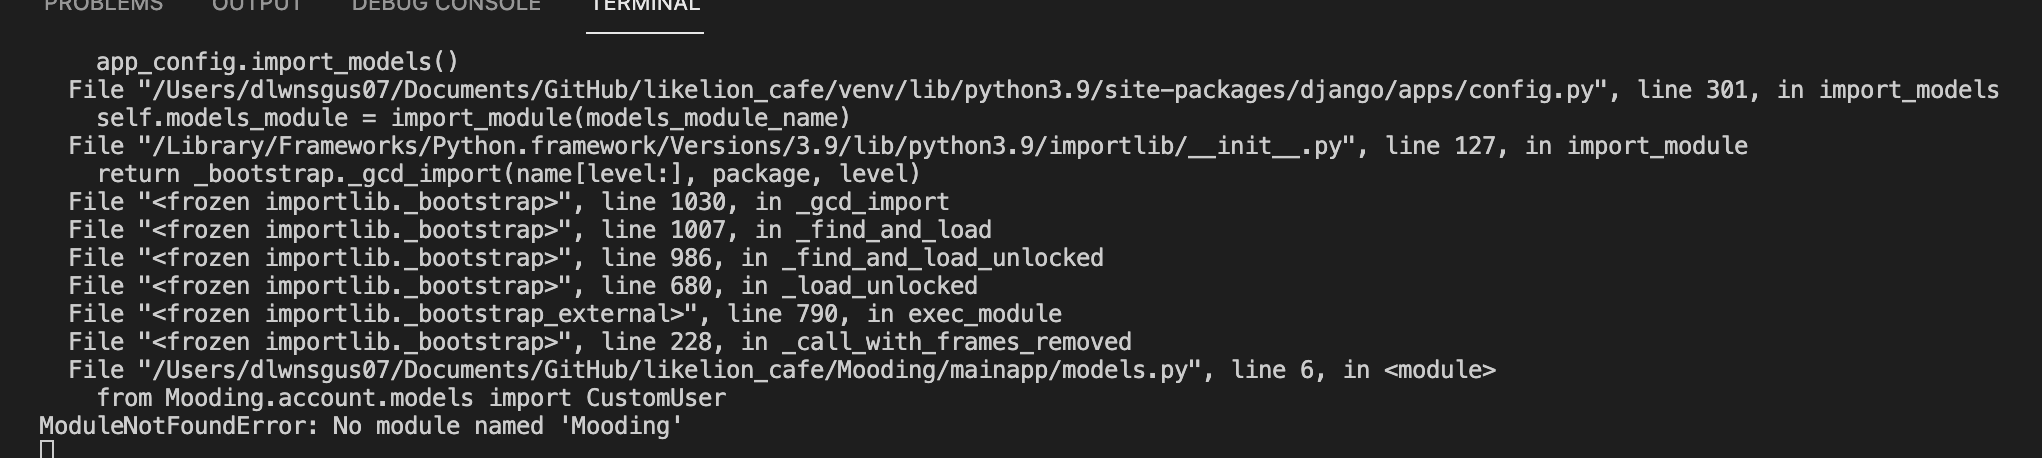 PROBLEMS OUTPUT DEBUG CONSOLE TERMINAL
app_config.import_models()
File "/Users/dlwnsgus07/Documents/GitHub/likelion_cafe/venv/lib/python3.9/site-packages/django/apps/config.py", line 301, in import_models
self.models_module = import_module(models_module_name)
File "/Library/Frameworks/Python.framework/Versions/3.9/lib/python3.9/importlib/__init__.py", line 127, in import_module
return _bootstrap._gcd_import(name[level:], package, level)
File "<frozen importlib._bootstrap>", line 1030, in _gcd_import
File "<frozen importlib._bootstrap>", line 1007, in _find_and_load
File "<frozen importlib._bootstrap>", line 986, in _find_and_load_unlocked
File "<frozen importlib._bootstrap>", line 680, in _load_unlocked
File "<frozen importlib._bootstrap_external>", line 790, in exec_module
File "<frozen importlib._bootstrap>", line 228, in _call_with_frames_removed
File "/Users/dlwnsgus07/Documents/GitHub/likelion_cafe/Mooding/mainapp/models.py", line 6, in <module>
from Mooding.account.models import CustomUser
ModuleNotFoundError: No module named 'Mooding'